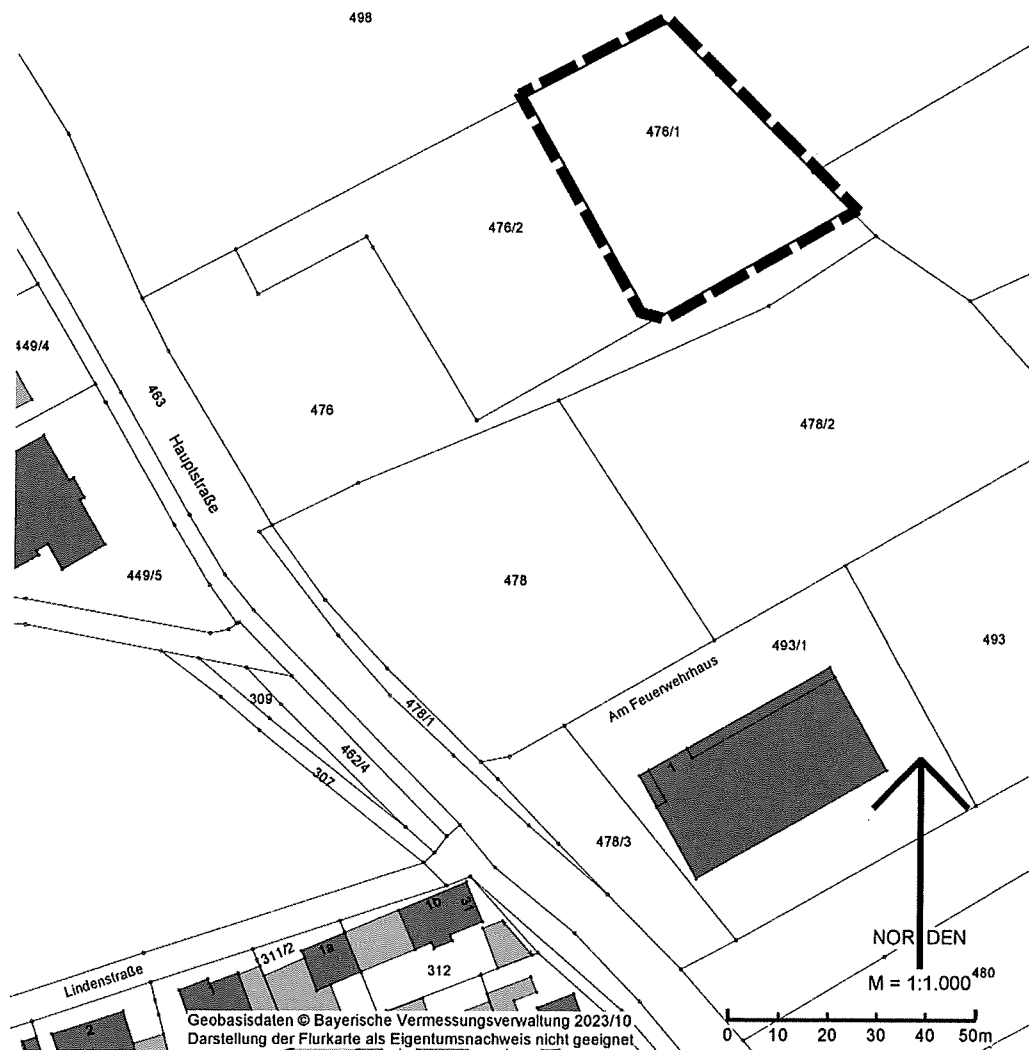 498
476/1
476/2
449/4
463
Hauptstraße
476
478/2
449/5
478
493/1
493
Am Feuerwehrhaus
309
478/1
462/4
307
1
478/3
NORDEN
M = 1:1.000
480
1b
31
1a
311/2
312
Lindenstraße
1
2
0 10 20 30 40 50m
Geobasisdaten © Bayerische Vermessungsverwaltung 2023/10
Darstellung der Flurkarte als Eigentumsnachweis nicht geeignet